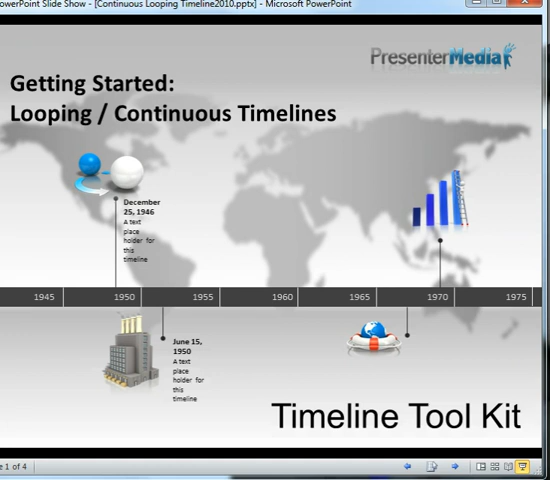 owerPoint Slide Show - [Continuous Looping Timeline2010.pptx] - Microsoft PowerPoint
PresenterMedia
Getting Started:
Looping / Continuous Timelines
December
25, 1946
A text
place
holder for
this
timeline
1945 1950 1955 1960 1965 1970 1975
June 15,
1950
A text
place
holder for
this
timeline
Timeline Tool Kit
e 1 of 4